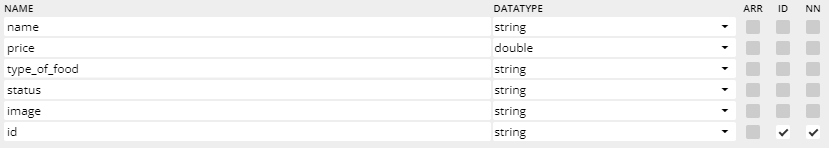 NAME DATATYPE ARR ID NN
name string
price double
type_of_food string
status string
image string
id string